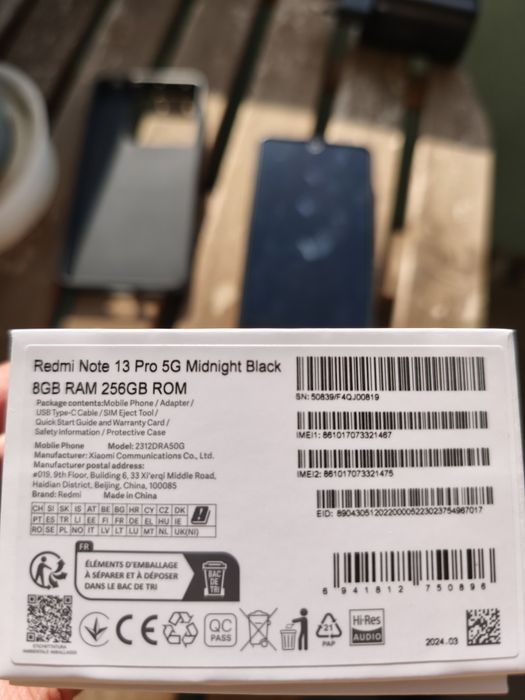 Redmi Note 13 Pro 5G Midnight Black
8GB RAM 256GB ROM
Package contents:Mobile Phone / Adapter /
USB Type-C Cable / SIM Eject Tool /
Quick Start Guide and Warranty Card /
Safety Information / Protective Case
Mobile Phone Model: 2312DRA50G
Manufacturer: Xiaomi Communications Co., Ltd.
Manufacturer postal address:
#019, 9th Floor, Building 6, 33 Xi'erqi Middle Road,
Haidian District, Beijing, China, 100085
Brand: Redmi Made in China
CH SI SK IS AT BE BG HR CY CZ DK
PT ES TR LI EE FI FR DE EL HU IE
RO SE PL NO IT LV LT LU MT NL UK(NI)
SN: 50839/F4QJ00819
IMEI1: 861017073321467
IMEI2: 861017073321475
EID: 89043051202200005223023754967017
6 941812 750896
FR
ÉLÉMENTS D'EMBALLAGE
À SÉPARER ET À DÉPOSER
DANS LE BAC DE TRI
BAC
DE
TRI
ETICHETTATURA
AMBIENTALE IMBALLAGGI
CE
QC
PASS
21
PAP
Hi-Res
AUDIO
2024.03